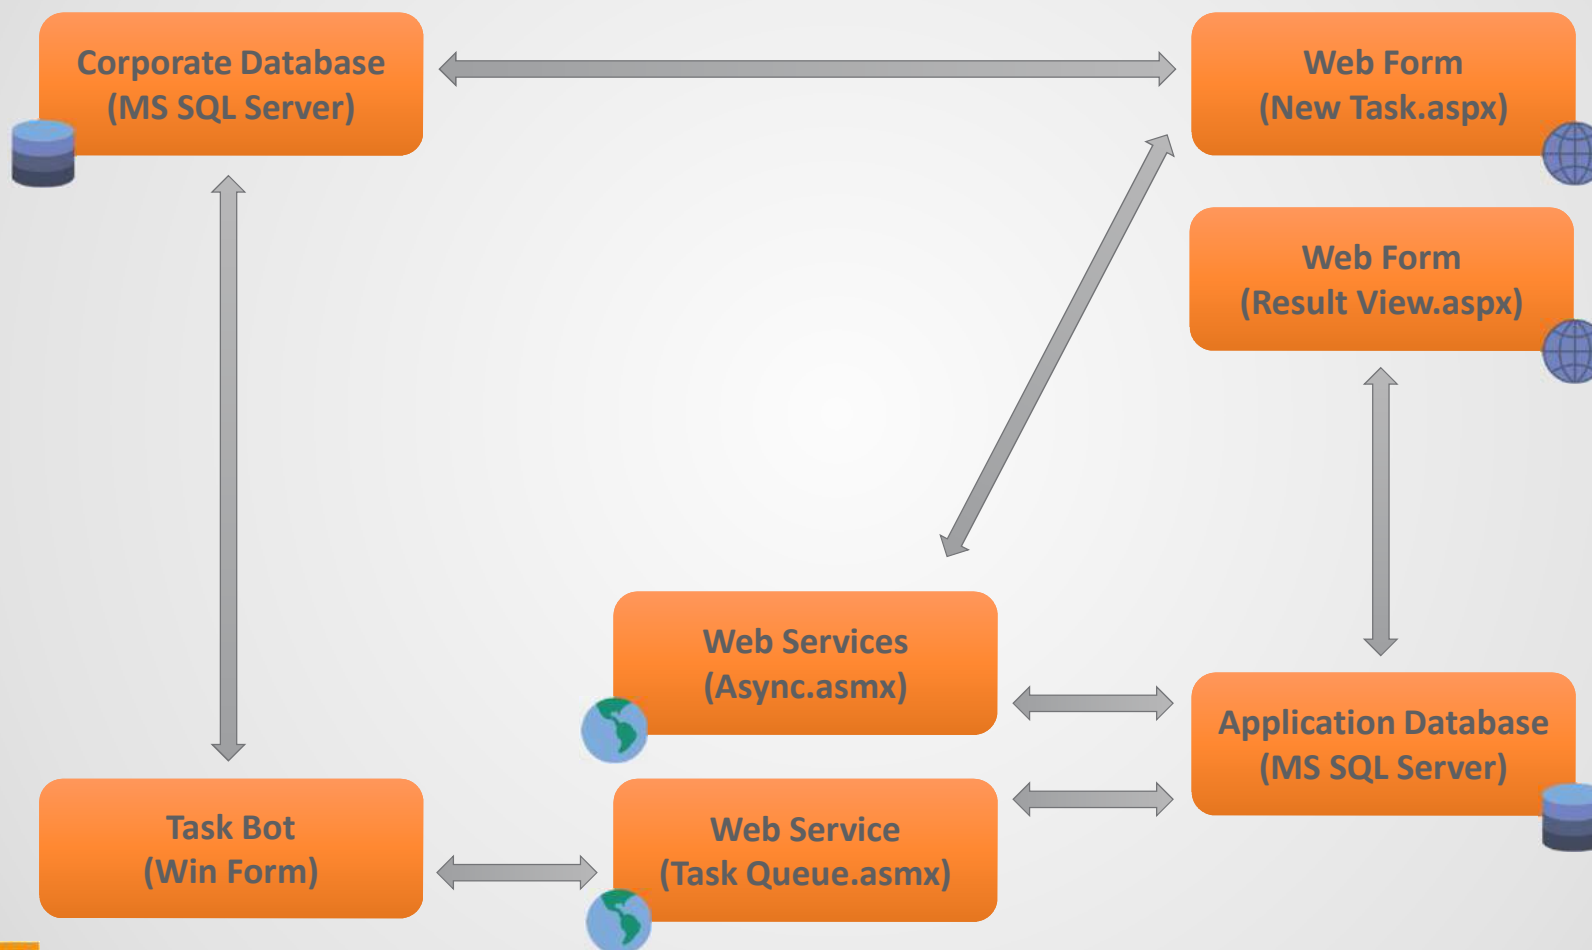 Corporate Database
(MS SQL Server)
Web Form
(New Task.aspx)
Web Form
(Result View.aspx)
Web Services
(Async.asmx)
Application Database
(MS SQL Server)
Task Bot
(Win Form)
Web Service
(Task Queue.asmx)